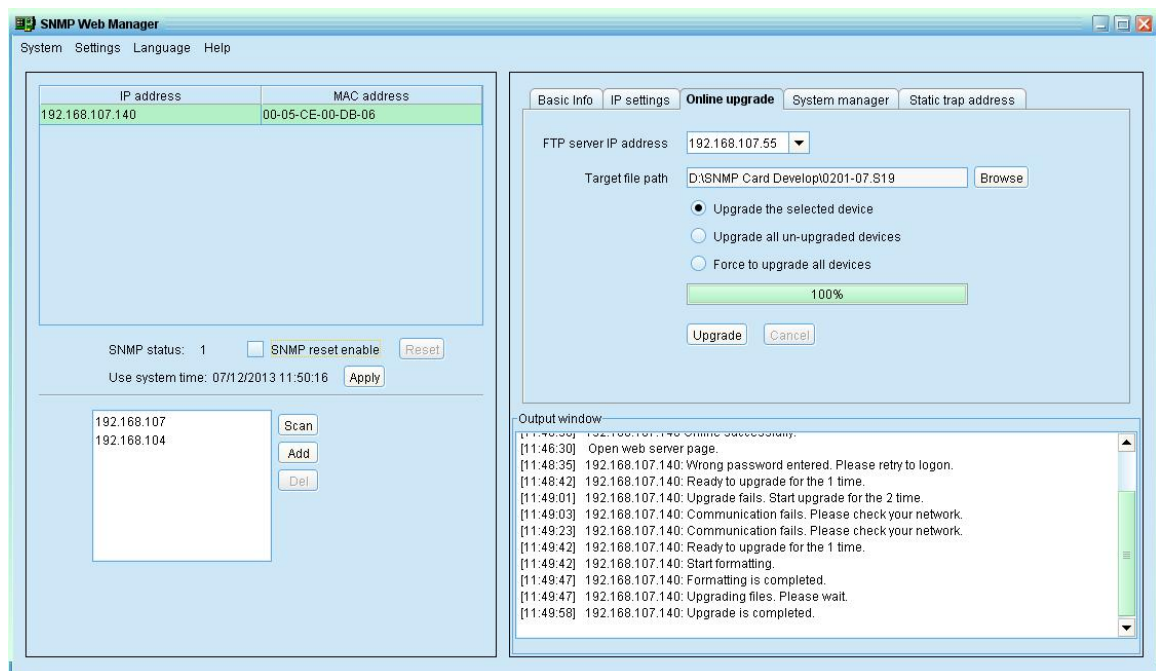 SNMP Web Manager
System Settings Language Help
IP address MAC address
192.168.107.140 00-05-CE-00-DB-06
SNMP status: 1 SNMP reset enable Reset
Use system time: 07/12/2013 11:50:16 Apply
192.168.107
192.168.104
Scan
Add
Del
Basic Info IP settings Online upgrade System manager Static trap address
FTP server IP address 192.168.107.55
Target file path D:\SNMP Card Develop\0201-07.S19 Browse
Upgrade the selected device
Upgrade all un-upgraded devices
Force to upgrade all devices
100%
Upgrade Cancel
Output window
[11:46:30] Open web server page.
[11:48:35] 192.168.107.140: Wrong password entered. Please retry to logon.
[11:48:42] 192.168.107.140: Ready to upgrade for the 1 time.
[11:49:01] 192.168.107.140: Upgrade fails. Start upgrade for the 2 time.
[11:49:03] 192.168.107.140: Communication fails. Please check your network.
[11:49:23] 192.168.107.140: Communication fails. Please check your network.
[11:49:42] 192.168.107.140: Ready to upgrade for the 1 time.
[11:49:42] 192.168.107.140: Start formatting.
[11:49:47] 192.168.107.140: Formatting is completed.
[11:49:47] 192.168.107.140: Upgrading files. Please wait.
[11:49:58] 192.168.107.140: Upgrade is completed.